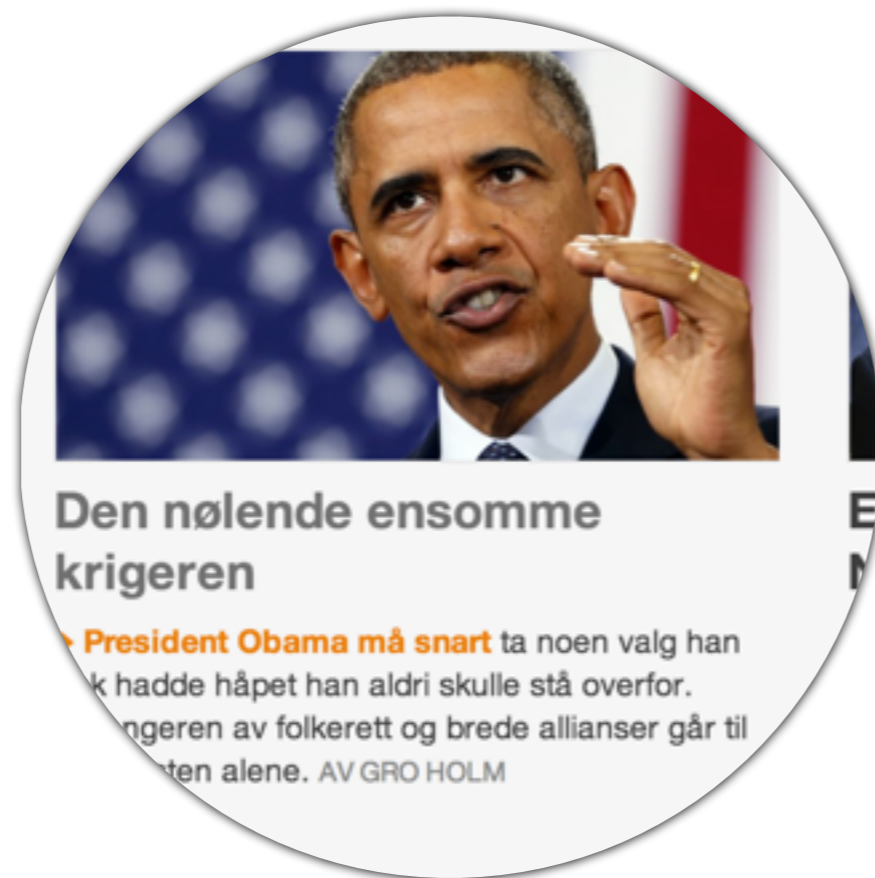 Den nølende ensomme
krigeren
President Obama må snart ta noen valg han
hadde håpet han aldri skulle stå overfor.
av folkerett og brede allianser går til
alene. AV GRO HOLM